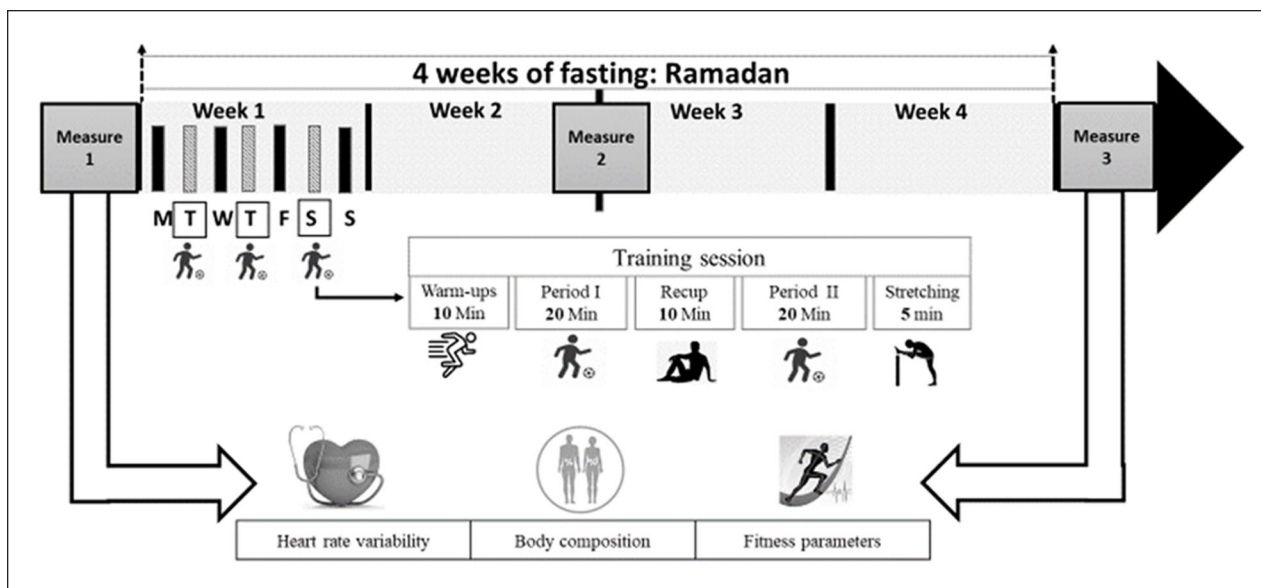 4 weeks of fasting: Ramadan
Week 1
Week 2
Week 3
Week 4
Measure
1
Measure
2
Measure
3
M T W T F S S
Training session
Warm-ups
10 Min
Period I
20 Min
Recup
10 Min
Period II
20 Min
Stretching
5 min
Heart rate variability
Body composition
Fitness parameters